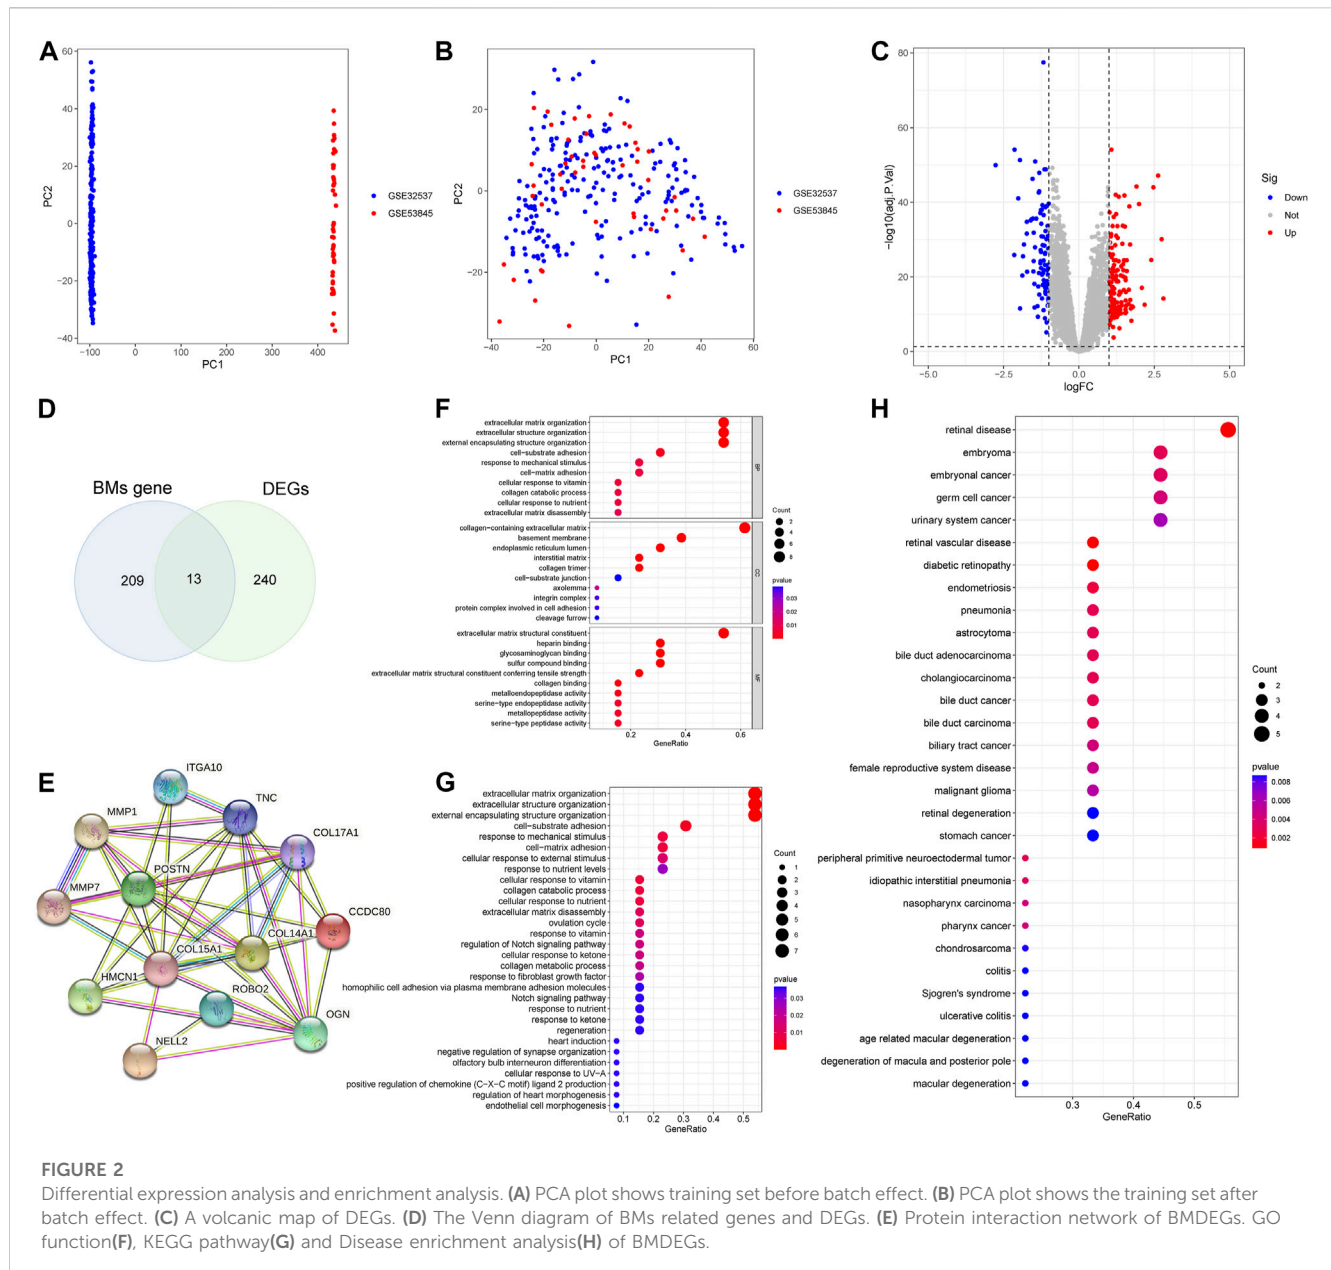 A
PC2
60
40
20
0
−20
−40
−100
0
100
200
300
400
PC1
GSE32537
GSE53845
B
PC2
20
0
−20
−40
−20
0
20
40
60
PC1
GSE32537
GSE53845
C
−log10(adj.P.Val)
80
60
40
20
0
−5.0
−2.5
0.0
2.5
5.0
logFC
Sig
Down
Not
Up
D
BMs gene
DEGs
209
13
240
E
ITGA10
TNC
MMP1
COL17A1
POSTN
MMP7
CCDC80
COL14A1
COL15A1
HMCN1
ROBO2
OGN
NELL2
F
extracellular matrix organization
extracellular structure organization
external encapsulating structure organization
cell−substrate adhesion
response to mechanical stimulus
cell−matrix adhesion
cellular response to vitamin
collagen catabolic process
cellular response to nutrient
extracellular matrix disassembly
BP
collagen−containing extracellular matrix
basement membrane
endoplasmic reticulum lumen
interstitial matrix
collagen trimer
cell−substrate junction
axolemma
integrin complex
protein complex involved in cell adhesion
cleavage furrow
CC
extracellular matrix structural constituent
heparin binding
glycosaminoglycan binding
sulfur compound binding
extracellular matrix structural constituent conferring tensile strength
collagen binding
metalloendopeptidase activity
serine−type endopeptidase activity
metallopeptidase activity
serine−type peptidase activity
MF
0.2
0.4
0.6
GeneRatio
Count
2
4
6
8
pvalue
0.03
0.02
0.01
G
extracellular matrix organization
extracellular structure organization
external encapsulating structure organization
cell−substrate adhesion
response to mechanical stimulus
cell−matrix adhesion
cellular response to external stimulus
response to nutrient levels
cellular response to vitamin
collagen catabolic process
cellular response to nutrient
extracellular matrix disassembly
ovulation cycle
response to vitamin
regulation of Notch signaling pathway
cellular response to ketone
collagen metabolic process
response to fibroblast growth factor
homophilic cell adhesion via plasma membrane adhesion molecules
Notch signaling pathway
response to nutrient
response to ketone
regeneration
heart induction
negative regulation of synapse organization
olfactory bulb interneuron differentiation
cellular response to UV−A
positive regulation of chemokine (C−X−C motif) ligand 2 production
regulation of heart morphogenesis
endothelial cell morphogenesis
0.1
0.2
0.3
0.4
0.5
GeneRatio
Count
1
2
3
4
5
6
7
pvalue
0.03
0.02
0.01
H
retinal disease
embryoma
embryonal cancer
germ cell cancer
urinary system cancer
retinal vascular disease
diabetic retinopathy
endometriosis
pneumonia
astrocytoma
bile duct adenocarcinoma
cholangiocarcinoma
bile duct cancer
bile duct carcinoma
biliary tract cancer
female reproductive system disease
malignant glioma
retinal degeneration
stomach cancer
peripheral primitive neuroectodermal tumor
idiopathic interstitial pneumonia
nasopharynx carcinoma
pharynx cancer
chondrosarcoma
colitis
Sjogren's syndrome
ulcerative colitis
age related macular degeneration
degeneration of macula and posterior pole
macular degeneration
0.3
0.4
0.5
GeneRatio
Count
2
3
4
5
pvalue
0.008
0.006
0.004
0.002
FIGURE 2
Differential expression analysis and enrichment analysis. (A) PCA plot shows training set before batch effect. (B) PCA plot shows the training set after
batch effect. (C) A volcanic map of DEGs. (D) The Venn diagram of BMs related genes and DEGs. (E) Protein interaction network of BMDEGs. GO
function(F), KEGG pathway(G) and Disease enrichment analysis(H) of BMDEGs.